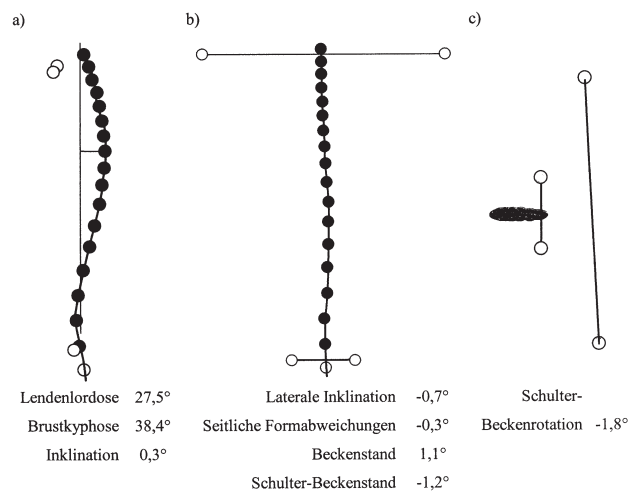 a)
b)
c)
Lendenlordose 27,5°
Brustkyphose 38,4°
Inklination 0,3°
Laterale Inklination -0,7°
Seitliche Formabweichungen -0,3°
Beckenstand 1,1°
Schulter-Beckenstand -1,2°
Schulter-
Beckenrotation -1,8°